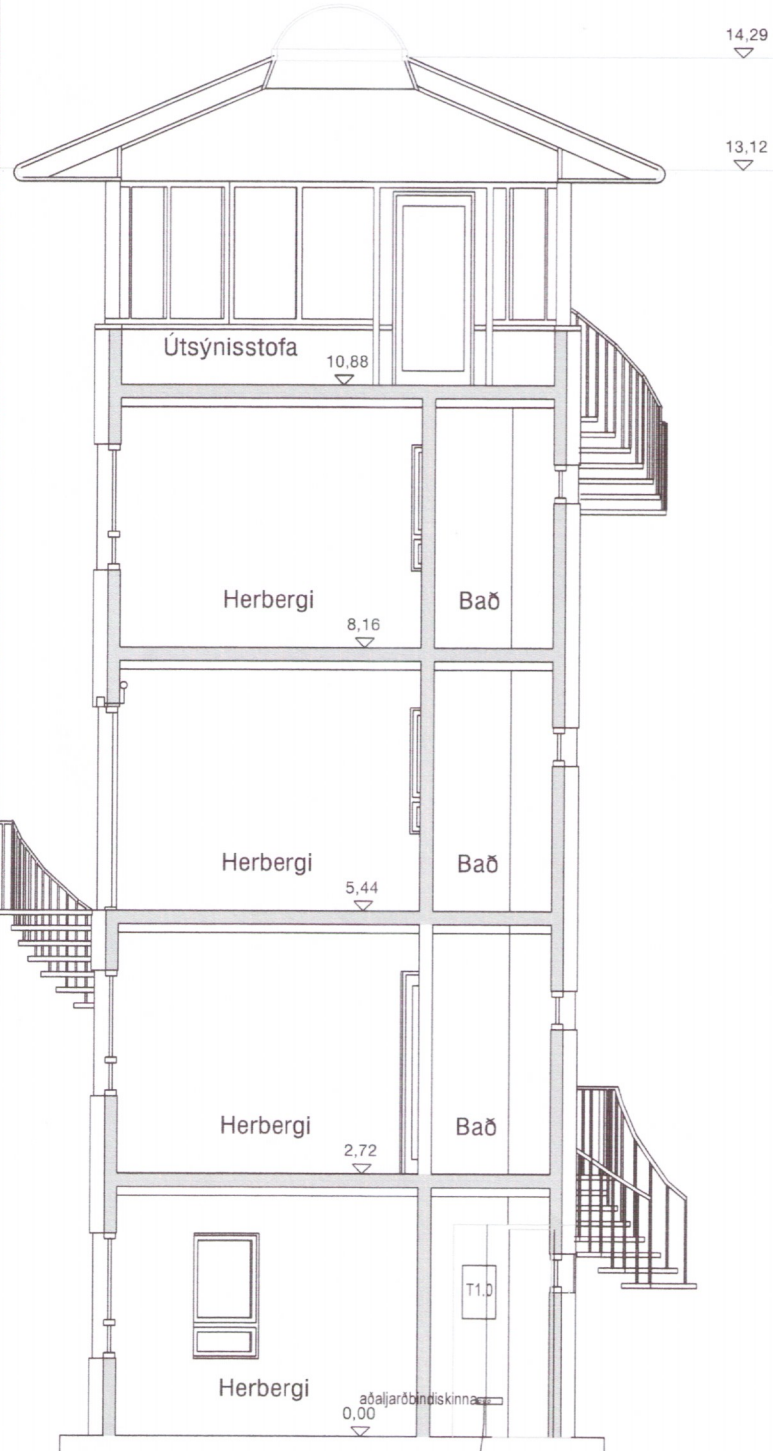 14,29
13,12
Útsýnisstofa
10,88
Herbergi
Bað
8,16
Herbergi
Bað
5,44
Herbergi
Bað
2,72
T1.0
Herbergi
aðaljarðbindiskinna
0,00